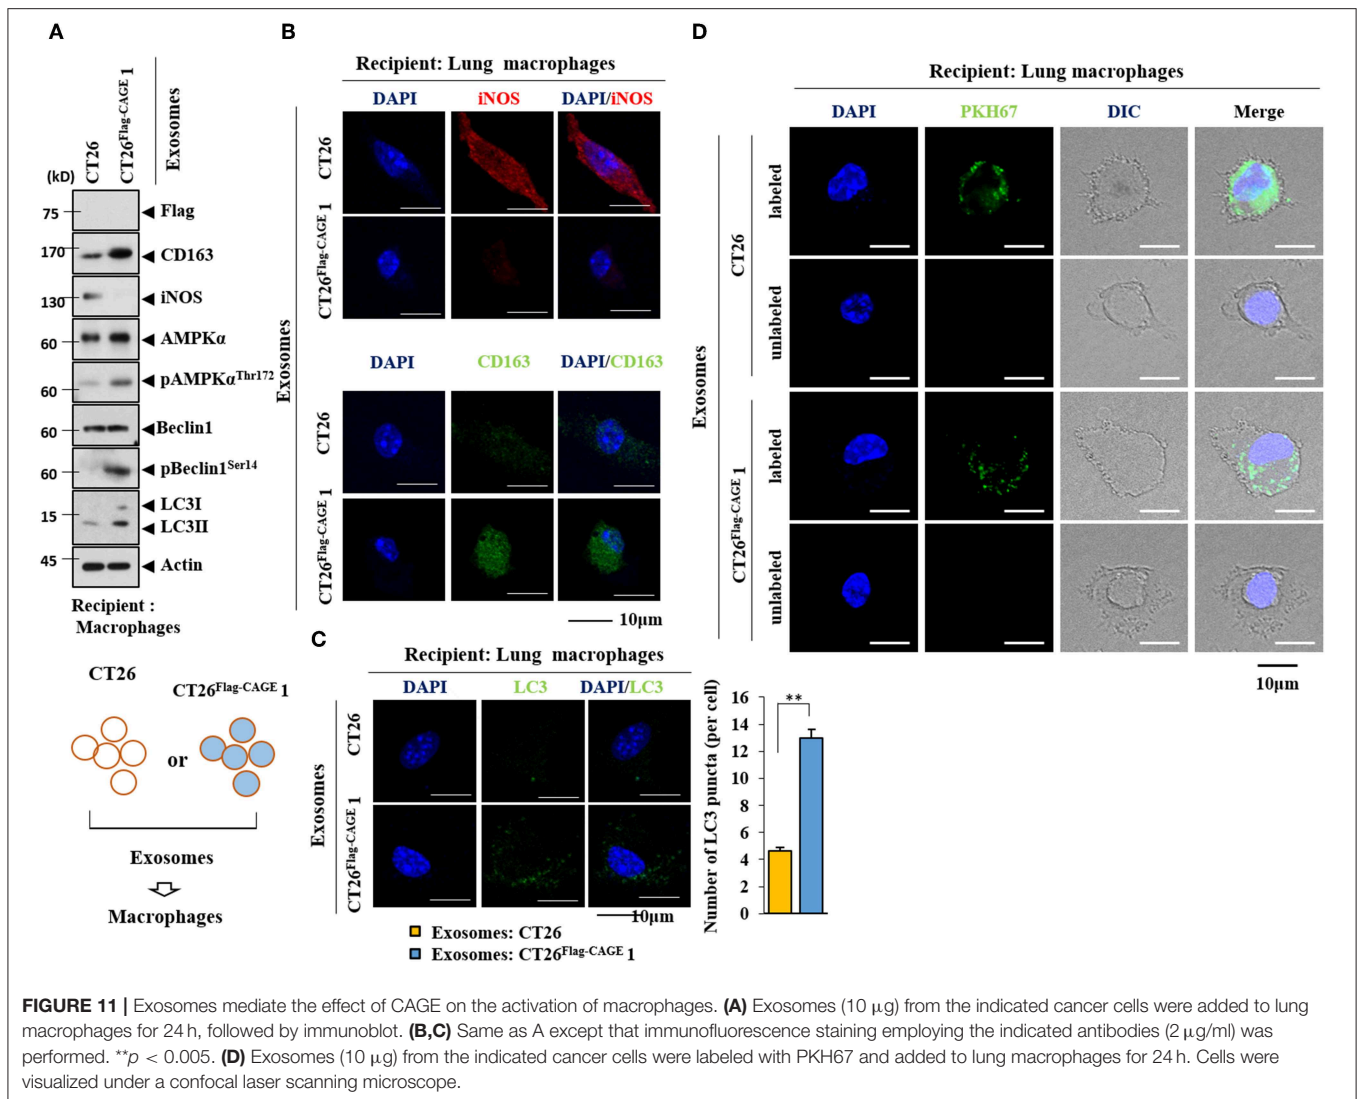 A
CT26
CT26Flag-CAGE 1
Exosomes
(kD)
75
Flag
170
CD163
130
iNOS
60
AMPKα
60
pAMPKαThr172
60
Beclin1
60
pBeclin1Ser14
15
LC3I
LC3II
45
Actin
Recipient :
Macrophages
CT26
CT26Flag-CAGE 1
or
Exosomes
Macrophages
B
Recipient: Lung macrophages
DAPI iNOS DAPI/iNOS
Exosomes
CT26
CT26Flag-CAGE 1
DAPI CD163 DAPI/CD163
CT26
CT26Flag-CAGE 1
10μm
C
Recipient: Lung macrophages
DAPI LC3 DAPI/LC3
Exosomes
CT26
CT26Flag-CAGE 1
10μm
Exosomes: CT26
Exosomes: CT26Flag-CAGE 1
Number of LC3 puncta (per cell)
16
14
12
10
8
6
4
2
0
**
D
Recipient: Lung macrophages
DAPI PKH67 DIC Merge
Exosomes
CT26
labeled
unlabeled
CT26Flag-CAGE 1
labeled
unlabeled
10μm
FIGURE 11 | Exosomes mediate the effect of CAGE on the activation of macrophages. (A) Exosomes (10 μg) from the indicated cancer cells were added to lung
macrophages for 24 h, followed by immunoblot. (B,C) Same as A except that immunofluorescence staining employing the indicated antibodies (2 μg/ml) was
performed. **p < 0.005. (D) Exosomes (10 μg) from the indicated cancer cells were labeled with PKH67 and added to lung macrophages for 24 h. Cells were
visualized under a confocal laser scanning microscope.